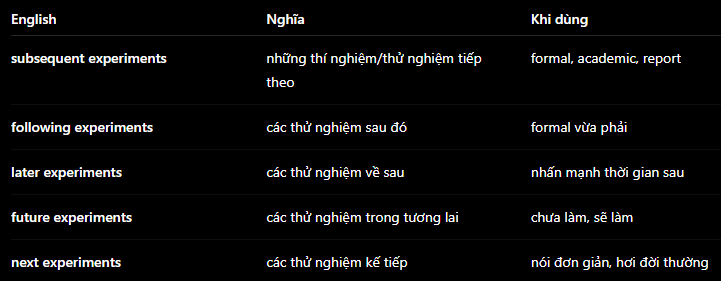 English Nghĩa Khi dùng
subsequent experiments những thí nghiệm/thử nghiệm tiếp formal, academic, report
theo
following experiments các thử nghiệm sau đó formal vừa phải
later experiments các thử nghiệm về sau nhấn mạnh thời gian sau
future experiments các thử nghiệm trong tương lai chưa làm, sẽ làm
next experiments các thử nghiệm kế tiếp nói đơn giản, hơi đời thường